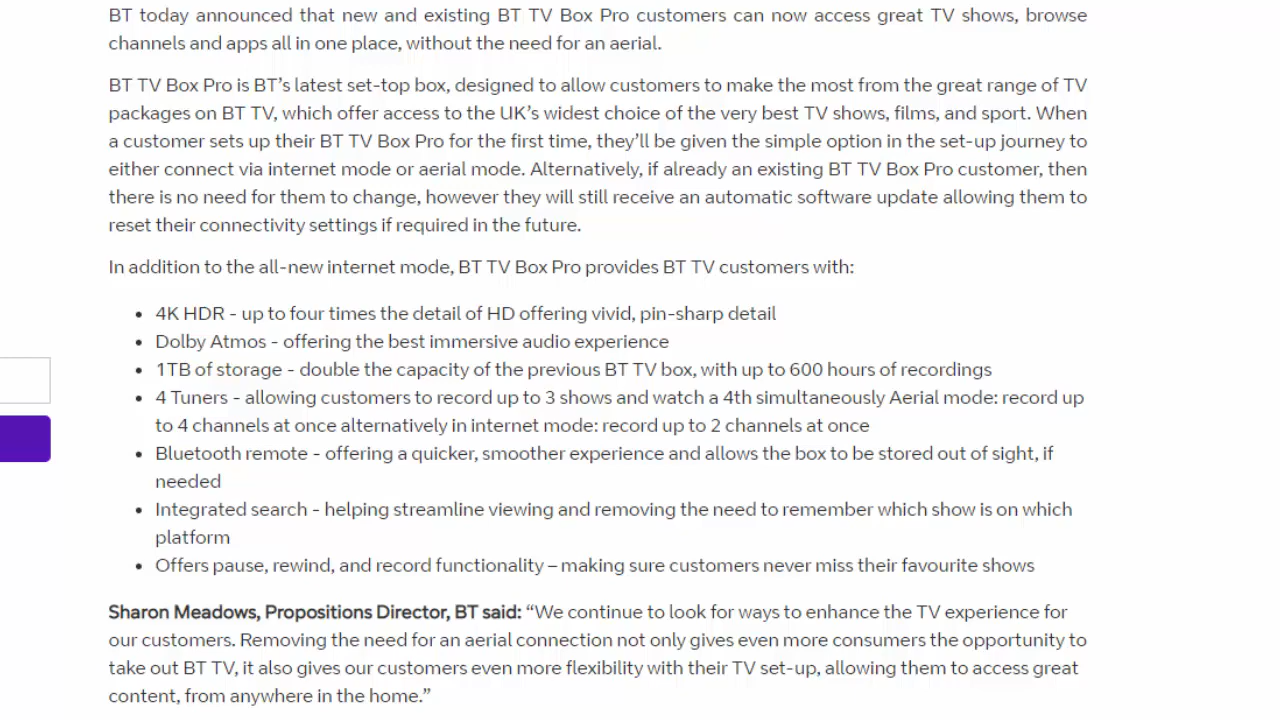 BT today announced that new and existing BT TV Box Pro customers can now access great TV shows, browse
channels and apps all in one place, without the need for an aerial.
BT TV Box Pro is BT’s latest set-top box, designed to allow customers to make the most from the great range of TV
packages on BT TV, which offer access to the UK’s widest choice of the very best TV shows, films, and sport. When
a customer sets up their BT TV Box Pro for the first time, they’ll be given the simple option in the set-up journey to
either connect via internet mode or aerial mode. Alternatively, if already an existing BT TV Box Pro customer, then
there is no need for them to change, however they will still receive an automatic software update allowing them to
reset their connectivity settings if required in the future.
In addition to the all-new internet mode, BT TV Box Pro provides BT TV customers with:
• 4K HDR - up to four times the detail of HD offering vivid, pin-sharp detail
• Dolby Atmos - offering the best immersive audio experience
• 1TB of storage - double the capacity of the previous BT TV box, with up to 600 hours of recordings
• 4 Tuners - allowing customers to record up to 3 shows and watch a 4th simultaneously Aerial mode: record up
to 4 channels at once alternatively in internet mode: record up to 2 channels at once
• Bluetooth remote - offering a quicker, smoother experience and allows the box to be stored out of sight, if
needed
• Integrated search - helping streamline viewing and removing the need to remember which show is on which
platform
• Offers pause, rewind, and record functionality – making sure customers never miss their favourite shows
Sharon Meadows, Propositions Director, BT said: “We continue to look for ways to enhance the TV experience for
our customers. Removing the need for an aerial connection not only gives even more consumers the opportunity to
take out BT TV, it also gives our customers even more flexibility with their TV set-up, allowing them to access great
content, from anywhere in the home.”